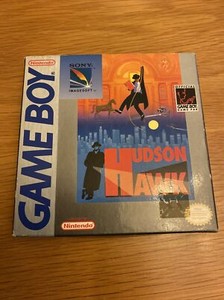 Nintendo
GAME BOY
SONY
IMAGESOFT
HUDSON
HAWK
Nintendo